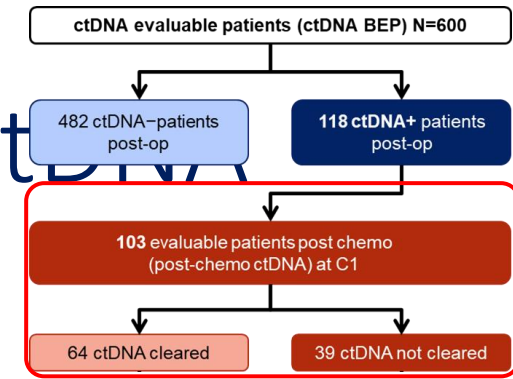 ctDNA evaluable patients (ctDNA BEP) N=600
482 ctDNA−patients
post-op
118 ctDNA+ patients
post-op
tDNA
103 evaluable patients post chemo
(post-chemo ctDNA) at C1
64 ctDNA cleared
39 ctDNA not cleared